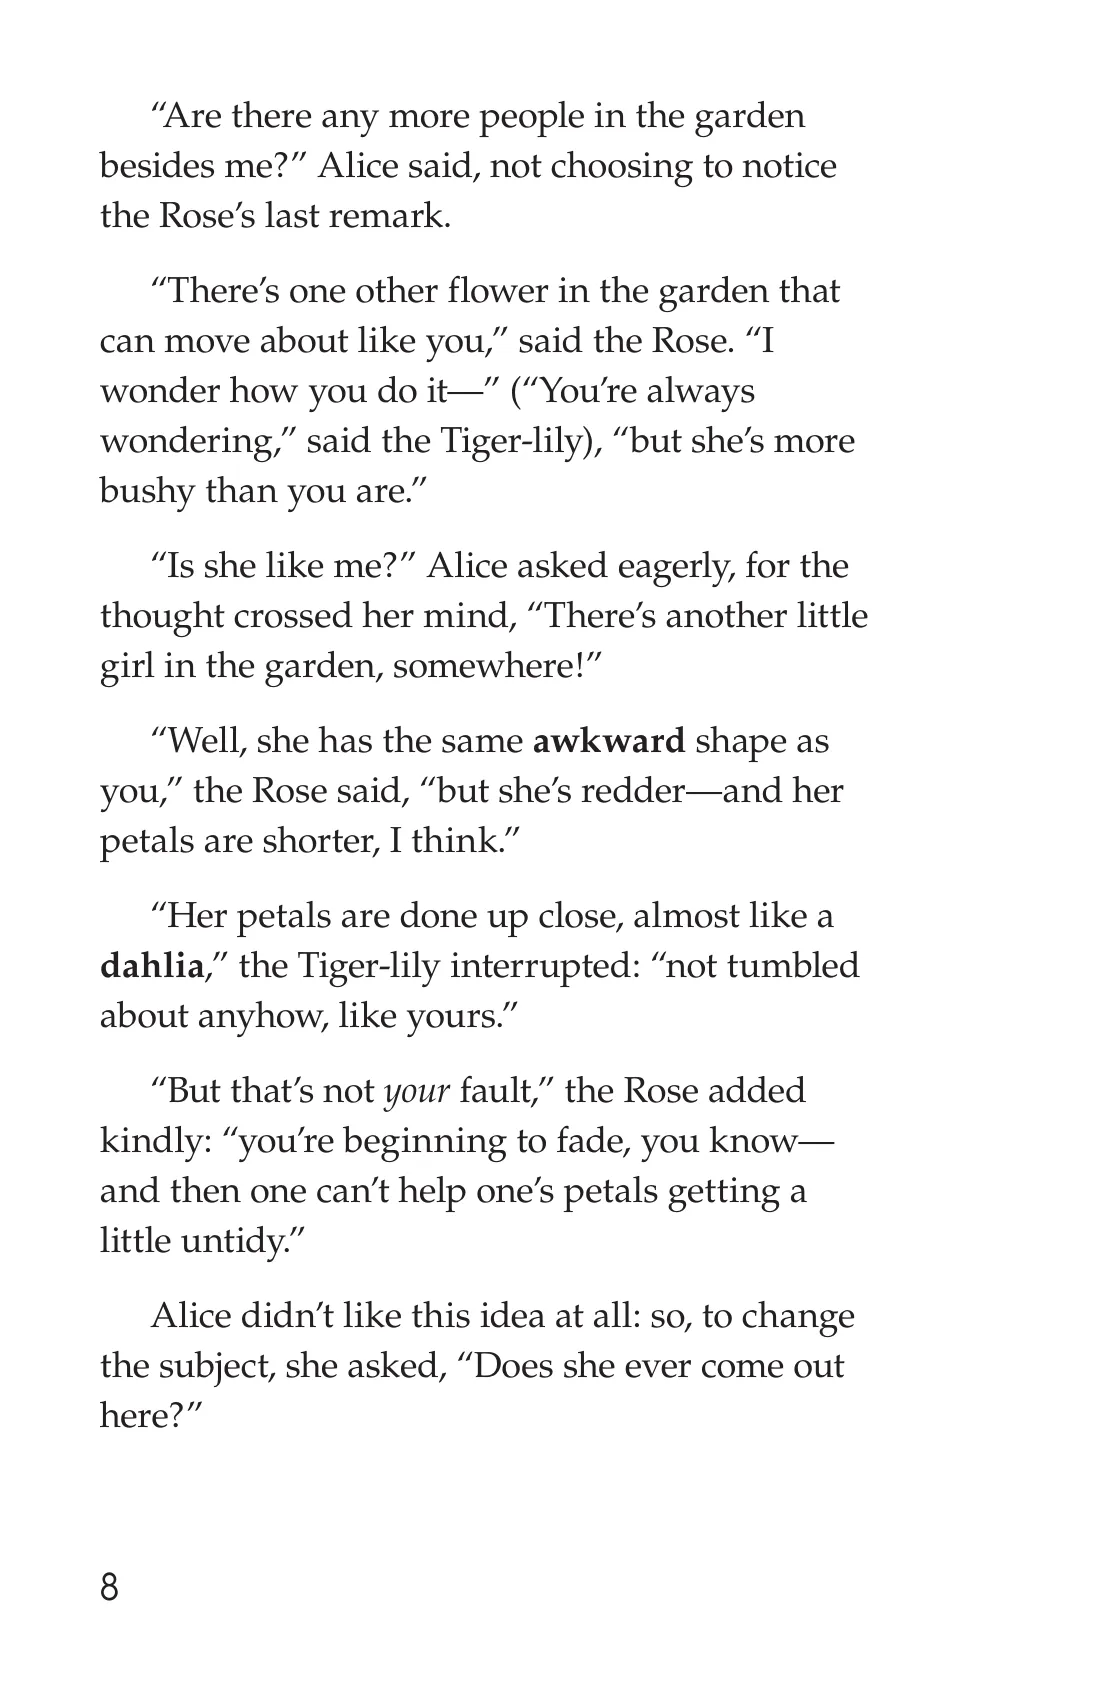 “Are there any more people in the garden
besides me?” Alice said, not choosing to notice
the Rose’s last remark.
“There’s one other flower in the garden that
can move about like you,” said the Rose. “I
wonder how you do it—” (“You’re always
wondering,” said the Tiger-lily), “but she’s more
bushy than you are.”
“Is she like me?” Alice asked eagerly, for the
thought crossed her mind, “There’s another little
girl in the garden, somewhere!”
“Well, she has the same awkward shape as
you,” the Rose said, “but she’s redder—and her
petals are shorter, I think.”
“Her petals are done up close, almost like a
dahlia,” the Tiger-lily interrupted: “not tumbled
about anyhow, like yours.”
“But that’s not your fault,” the Rose added
kindly: “you’re beginning to fade, you know—
and then one can’t help one’s petals getting a
little untidy.”
Alice didn’t like this idea at all: so, to change
the subject, she asked, “Does she ever come out
here?”
8